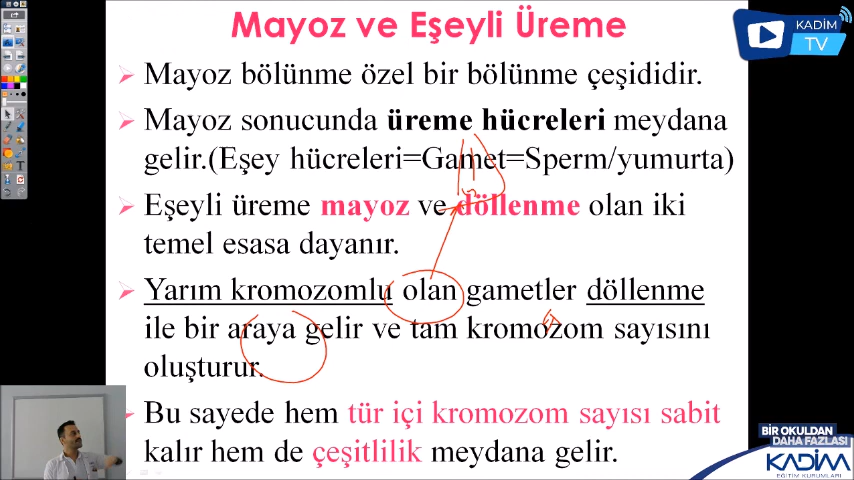 Mayoz ve Eşeyli Üreme
KADİM
TV
Mayoz bölünme özel bir bölünme çeşididir.
Mayoz sonucunda üreme hücreleri meydana
gelir.(Eşey hücreleri=Gamet=Sperm/yumurta)
Eşeyli üreme mayoz ve döllenme olan iki
temel esasa dayanır.
Yarım kromozomlu olan gametler döllenme
ile bir araya gelir ve tam kromozom sayısını
oluşturur.
Bu sayede hem tür içi kromozom sayısı sabit
kalır hem de çeşitlilik meydana gelir.
BİR OKULDAN
DAHA FAZLASI
KADİM
EĞİTİM KURUMLARI